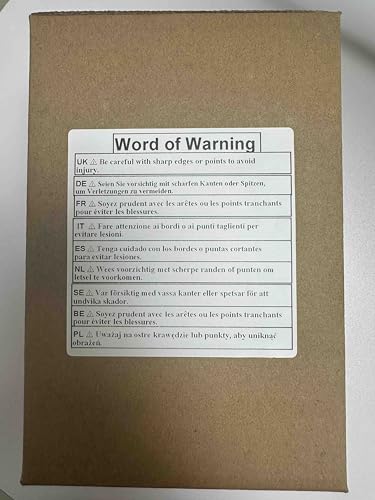 Word of Warning
UK ⚠ Be careful with sharp edges or points to avoid
injury.
DE ⚠ Seien Sie vorsichtig mit scharfen Kanten oder Spitzen,
um Verletzungen zu vermeiden.
FR ⚠ Soyez prudent avec les arêtes ou les points tranchants
pour éviter les blessures.
IT ⚠ Fare attenzione ai bordi o ai punti taglienti per
evitare lesioni.
ES ⚠ Tenga cuidado con los bordes o puntas cortantes
para evitar lesiones.
NL ⚠ Wees voorzichtig met scherpe randen of punten om
letsel te voorkomen.
SE ⚠ Var försiktig med vassa kanter eller spetsar för att
undvika skador.
BE ⚠ Soyez prudent avec les arêtes ou les points tranchants
pour éviter les blessures.
PL ⚠ Uważaj na ostre krawędzie lub punkty, aby uniknąć
obrażeń.